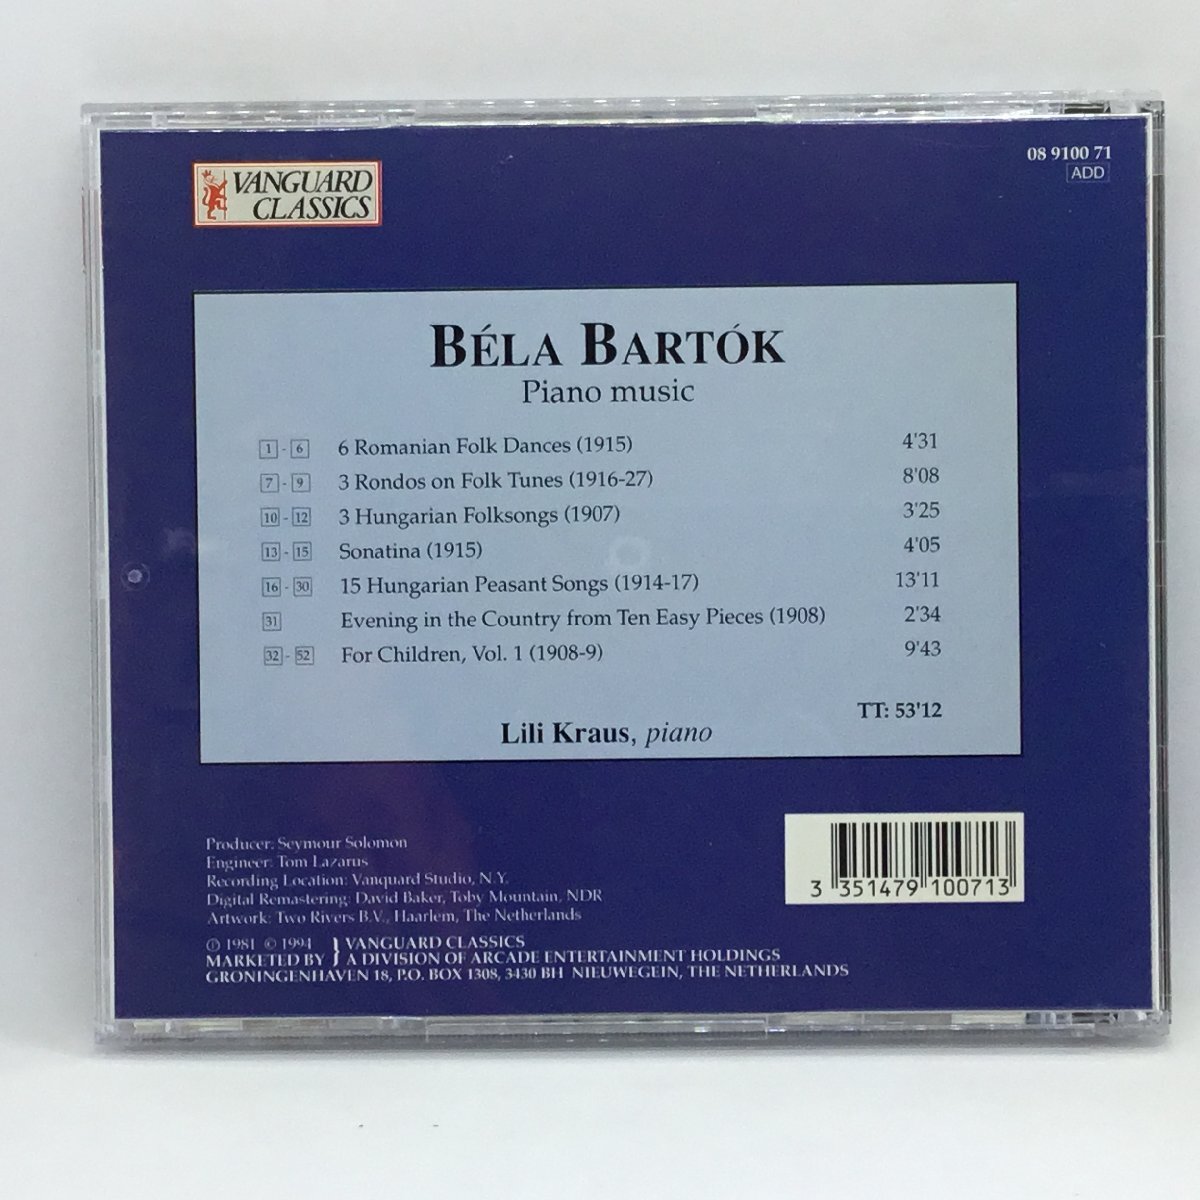 VANGUARD
CLASSICS
08 9100 71
ADD
BÉLA BARTÓK
Piano music
1 - 6 6 Romanian Folk Dances (1915) 4'31
7 - 9 3 Rondos on Folk Tunes (1916-27) 8'08
10 - 12 3 Hungarian Folksongs (1907) 3'25
13 - 15 Sonatina (1915) 4'05
16 - 30 15 Hungarian Peasant Songs (1914-17) 13'11
31 Evening in the Country from Ten Easy Pieces (1908) 2'34
32 - 52 For Children, Vol. 1 (1908-9) 9'43
TT: 53'12
Lili Kraus, piano
Producer: Seymour Solomon
Engineer: Tom Lazarus
Recording Location: Vanquard Studio, N.Y.
Digital Remastering: David Baker, Toby Mountain, NDR
Artwork: Two Rivers B.V., Haarlem, The Netherlands
℗ 1981 © 1994 } VANGUARD CLASSICS
MARKETED BY } A DIVISION OF ARCADE ENTERTAINMENT HOLDINGS
GRONINGENHAVEN 18, P.O. BOX 1308, 3430 BH NIEUWEGEIN, THE NETHERLANDS
3 351479 100713